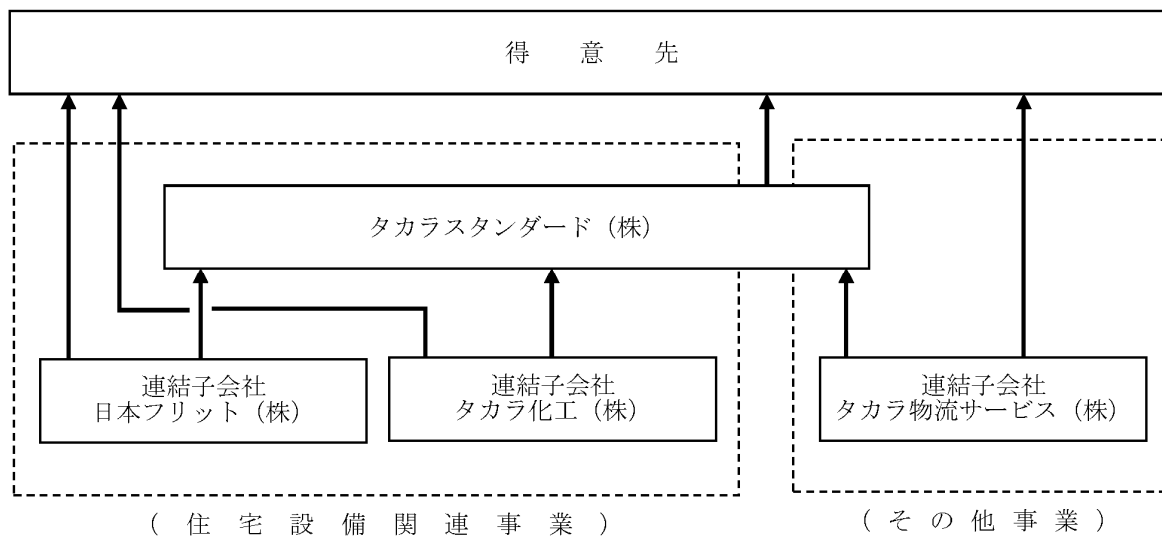 得意先
タカラスタンダード（株）
連結子会社
日本フリット（株）
連結子会社
タカラ化工（株）
連結子会社
タカラ物流サービス（株）
（住宅設備関連事業）
（その他事業）